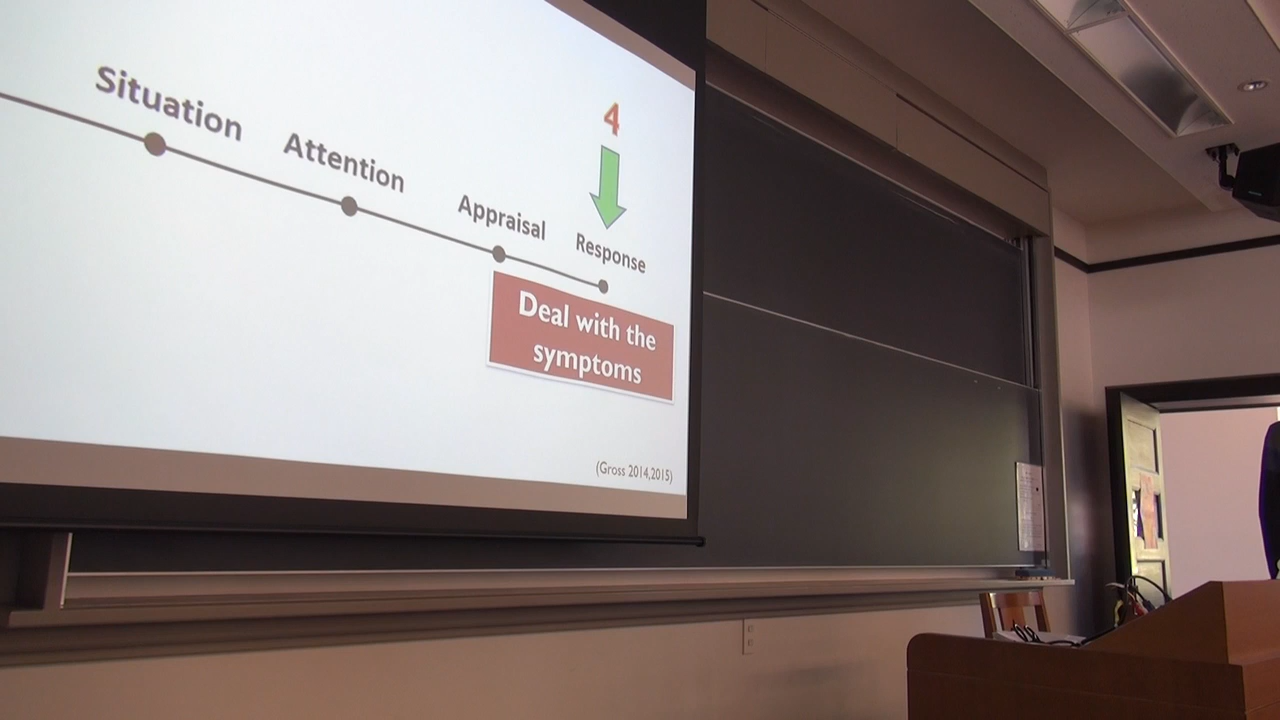 Situation
Attention
Appraisal
4
Response
Deal with the
symptoms
(Gross 2014,2015)